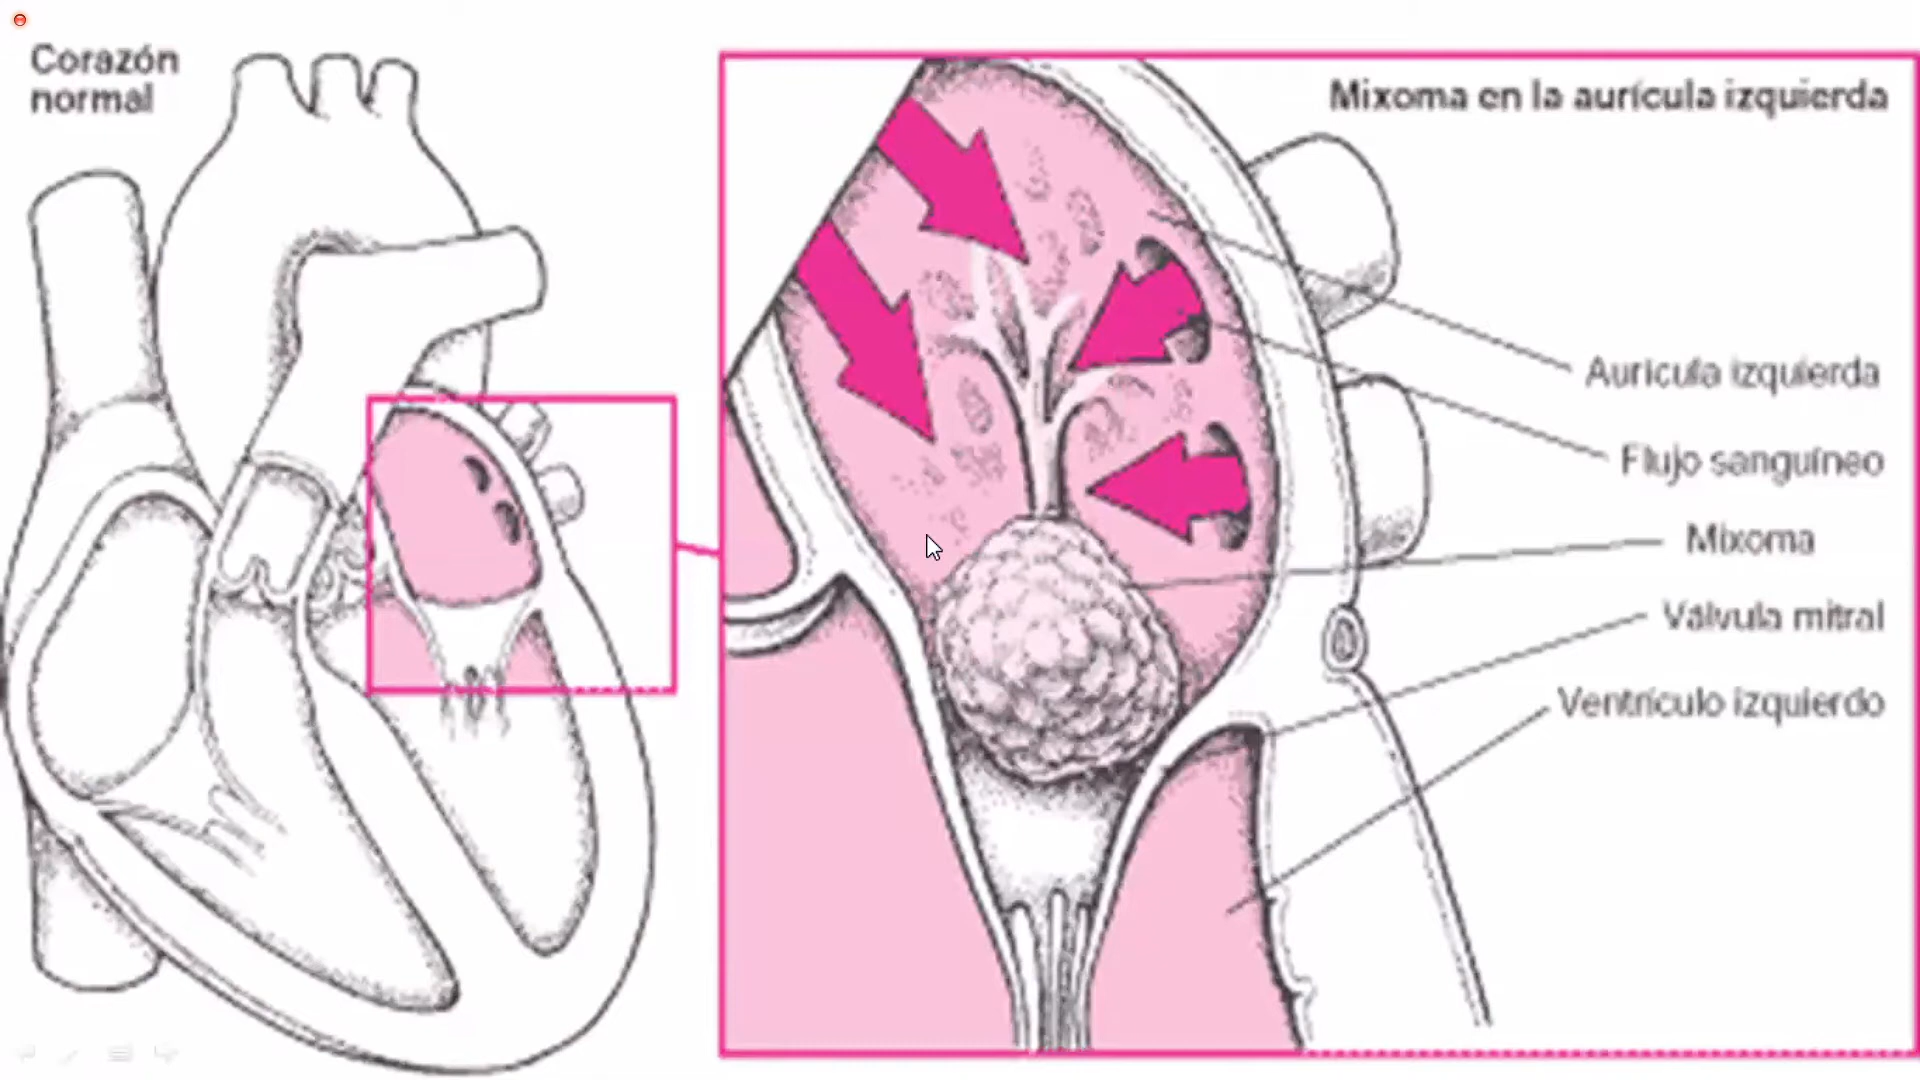 Corazón
normal
Mixoma en la aurícula izquierda
Aurícula izquierda
Flujo sanguíneo
Mixoma
Válvula mitral
Ventrículo izquierdo